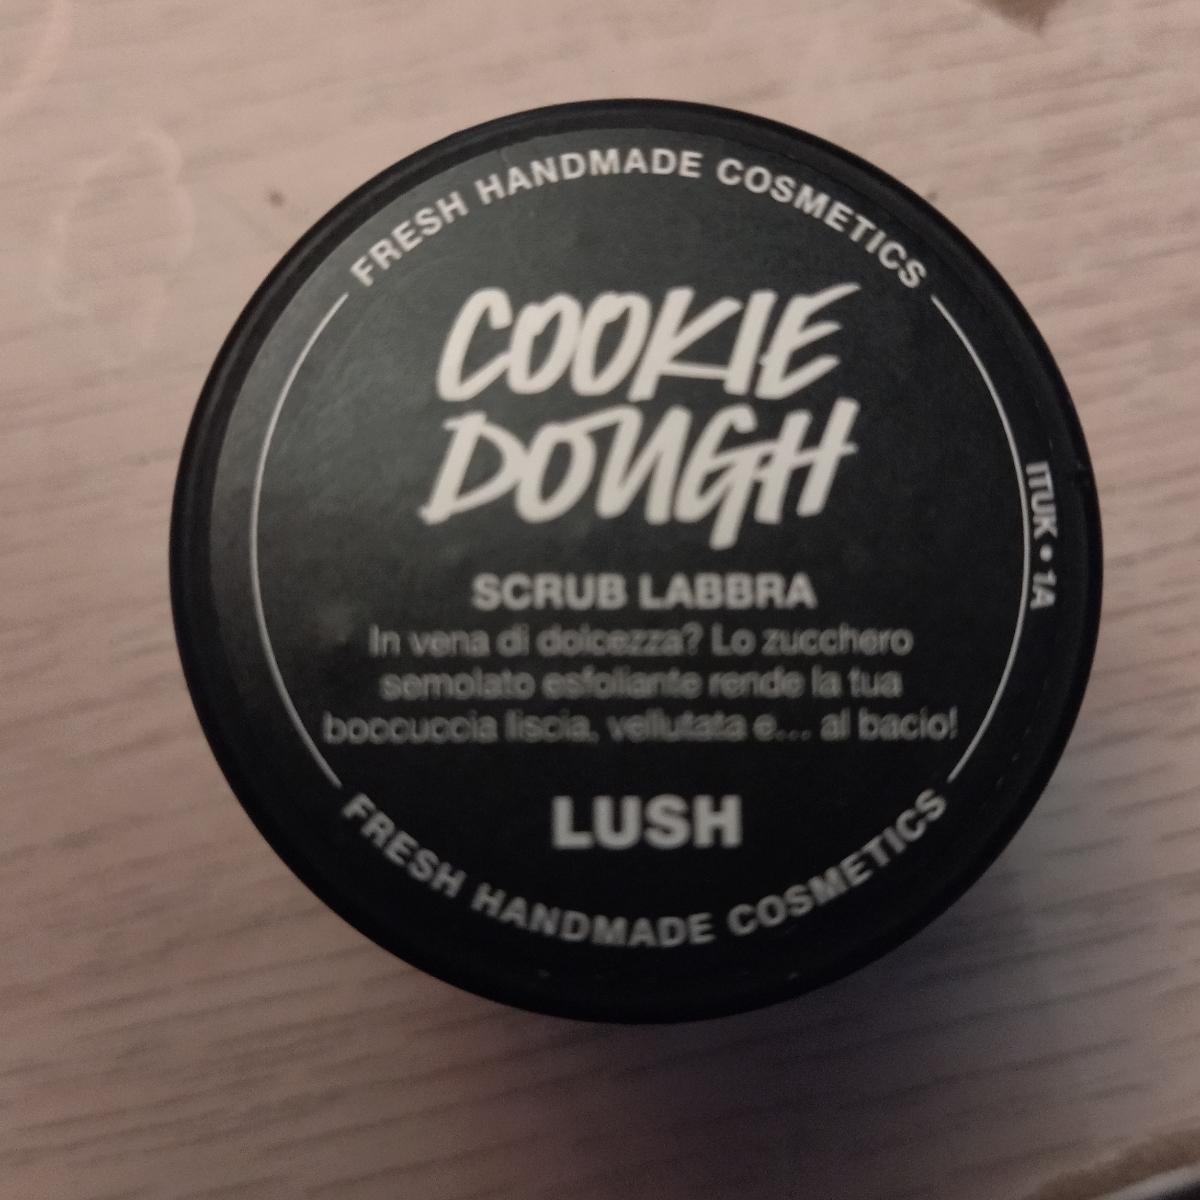 FRESH HANDMADE COSMETICS
COOKIE
DOUGH
ITUK • 1A
SCRUB LABBRA
In vena di dolcezza? Lo zucchero
semolato esfoliante rende la tua
boccuccia liscia, vellutata e... al bacio!
LUSH
FRESH HANDMADE COSMETICS